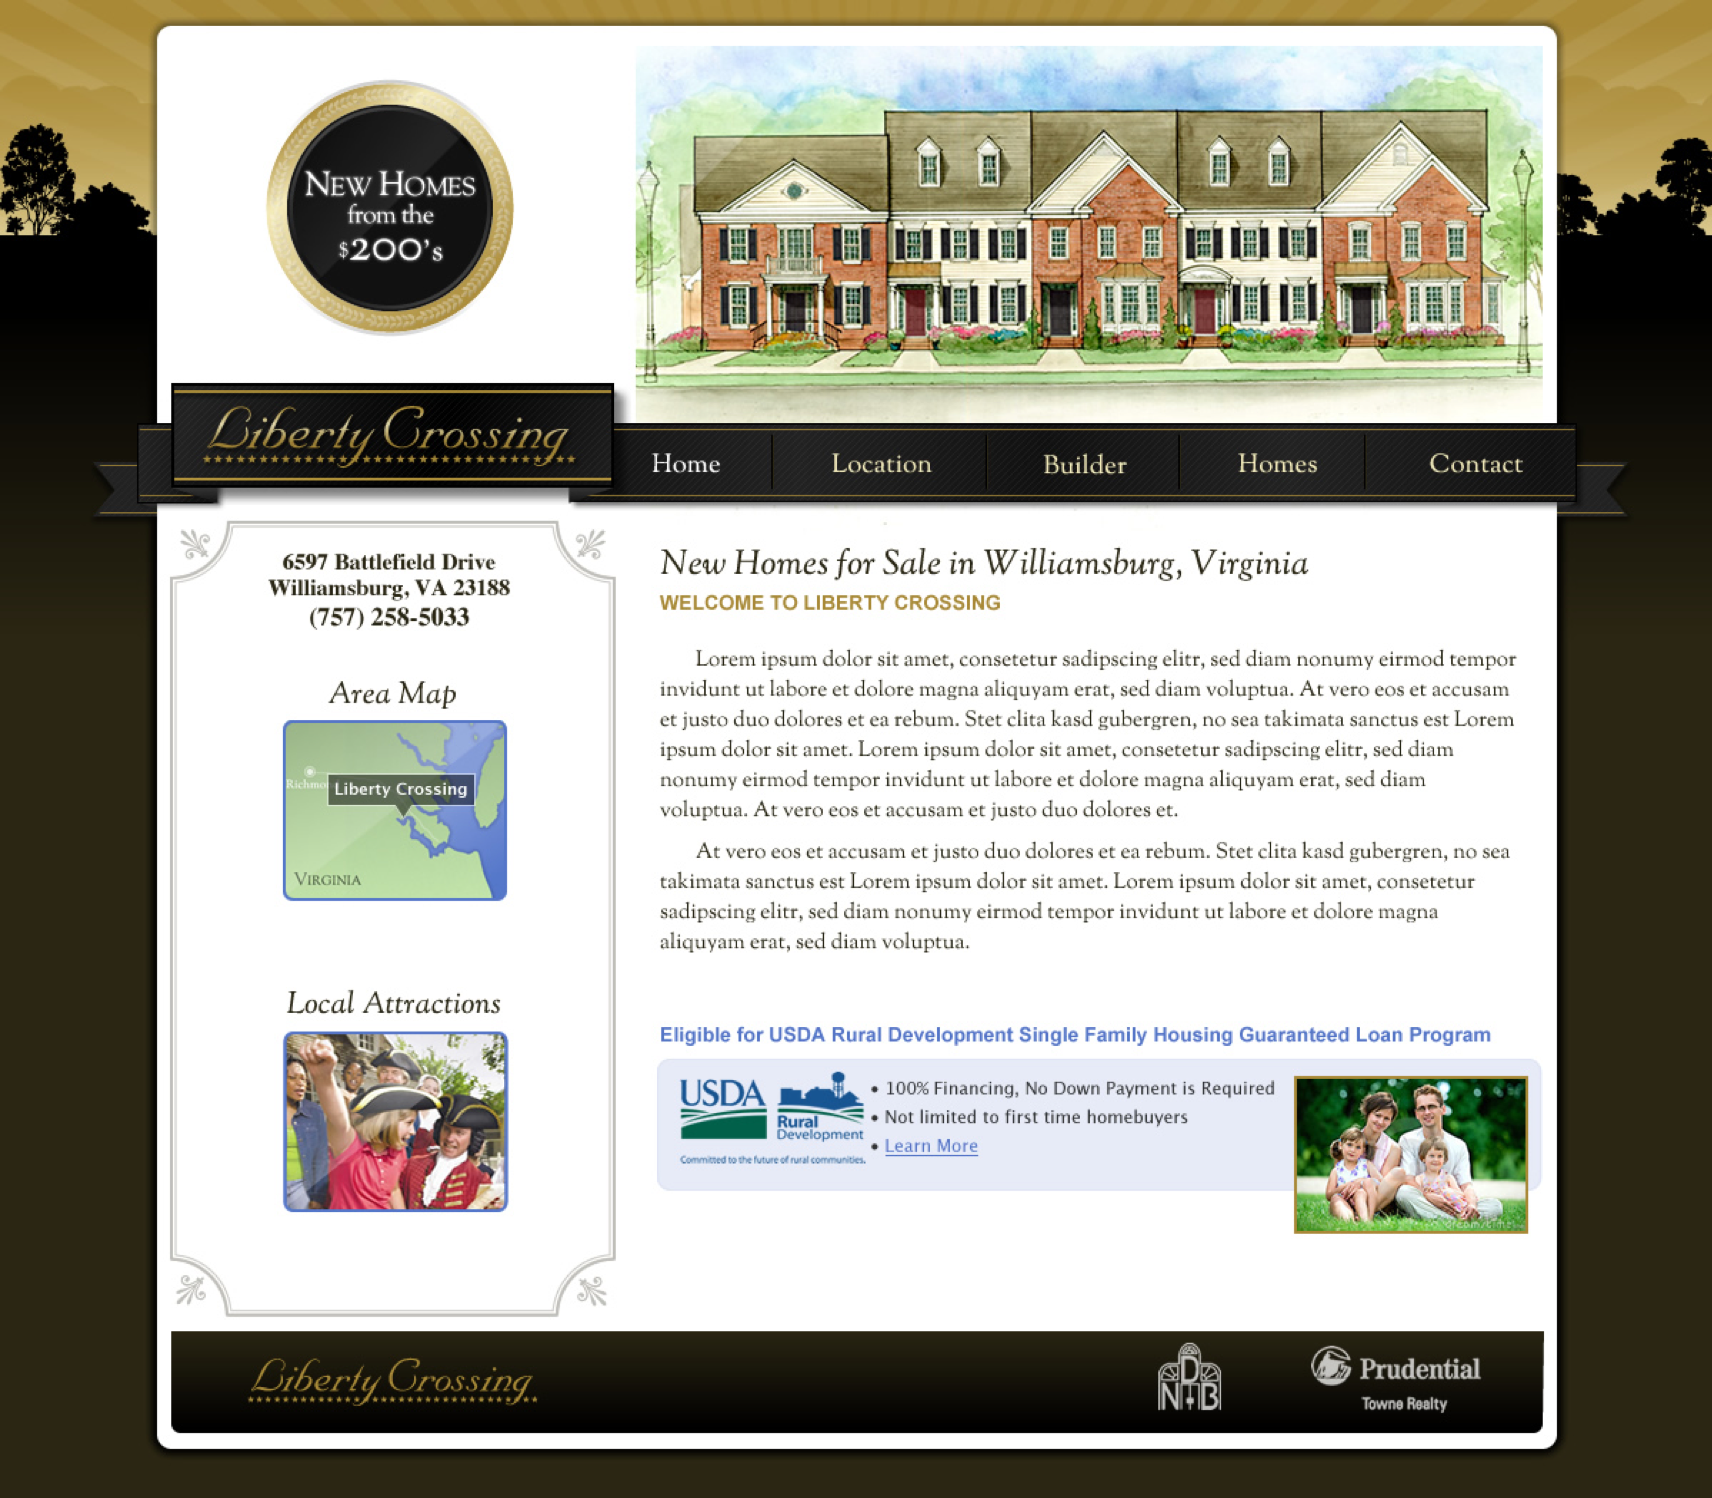 New Homes
from the
$200's
Liberty Crossing
Home Location Builder Homes Contact
6597 Battlefield Drive
Williamsburg, VA 23188
(757) 258-5033
Area Map
Liberty Crossing
Virginia
Local Attractions
New Homes for Sale in Williamsburg, Virginia
WELCOME TO LIBERTY CROSSING
Lorem ipsum dolor sit amet, consetetur sadipscing elitr, sed diam nonumy eirmod tempor
invidunt ut labore et dolore magna aliquyam erat, sed diam voluptua. At vero eos et accusam
et justo duo dolores et ea rebum. Stet clita kasd gubergren, no sea takimata sanctus est Lorem
ipsum dolor sit amet. Lorem ipsum dolor sit amet, consetetur sadipscing elitr, sed diam
nonumy eirmod tempor invidunt ut labore et dolore magna aliquyam erat, sed diam
voluptua. At vero eos et accusam et justo duo dolores et.
At vero eos et accusam et justo duo dolores et ea rebum. Stet clita kasd gubergren, no sea
takimata sanctus est Lorem ipsum dolor sit amet. Lorem ipsum dolor sit amet, consetetur
sadipscing elitr, sed diam nonumy eirmod tempor invidunt ut labore et dolore magna
aliquyam erat, sed diam voluptua.
Eligible for USDA Rural Development Single Family Housing Guaranteed Loan Program
USDA
Rural
Development
Committed to the future of rural communities.
• 100% Financing, No Down Payment is Required
• Not limited to first time homebuyers
• Learn More
dreamstime
Liberty Crossing
DNB
Prudential
Towne Realty